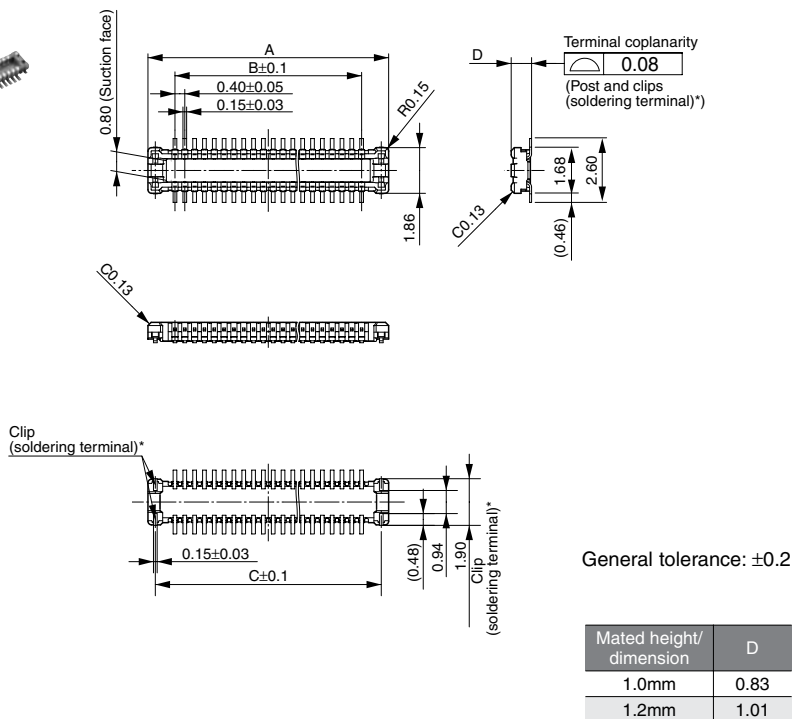 0.80 (Suction face)
A
B±0.1
0.40±0.05
0.15±0.03
R0.15
1.86
D
Terminal coplanarity
0.08
(Post and clips
(soldering terminal)*)
1.68
2.60
(0.46)
C0.13
C0.13
Clip
(soldering terminal)*
0.15±0.03
C±0.1
(0.48)
0.94
1.90
Clip
(soldering terminal)*
General tolerance: ±0.2
Mated height/ dimension D
1.0mm 0.83
1.2mm 1.01